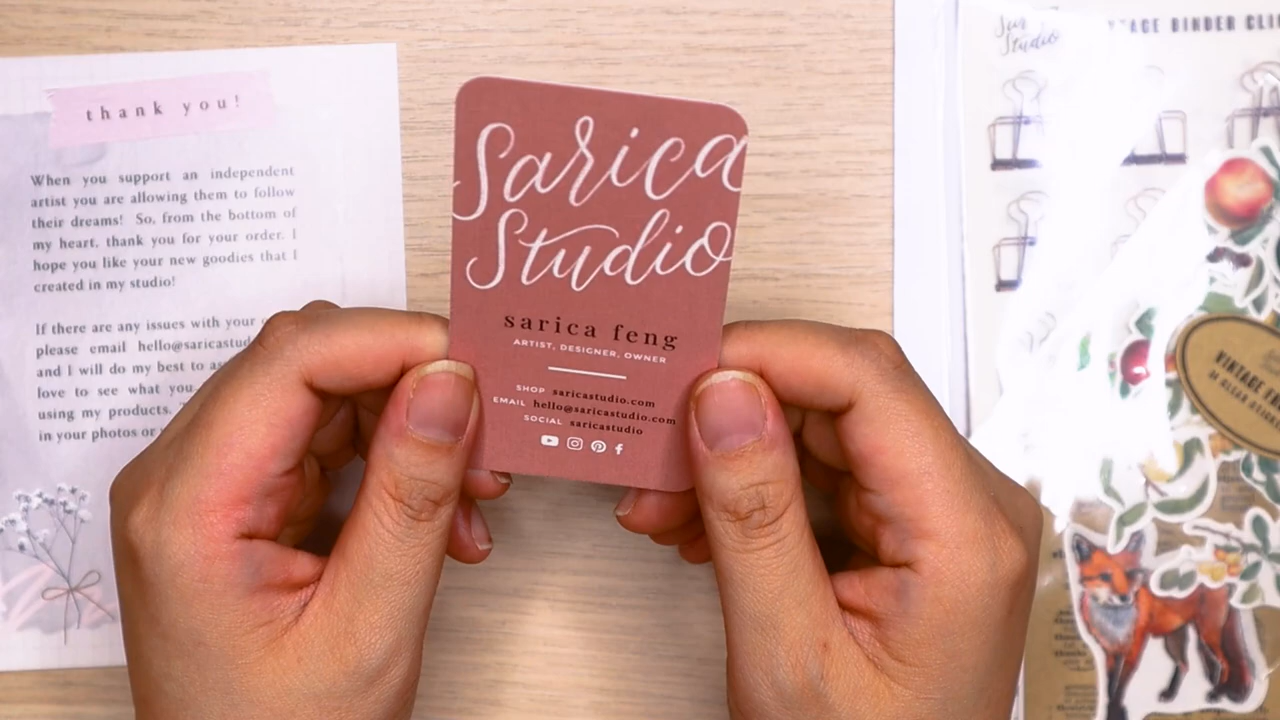 thank you!
When you support an independent
artist you are allowing them to follow
their dreams! So, from the bottom of
my heart, thank you for your order. I
hope you like your new goodies that I
created in my studio!
If there are any issues with your
please email hello@saricastud
and I will do my best to
love to see what you
using my products.
in your photos or
Sarica
Studio
sarica feng
ARTIST, DESIGNER, OWNER
SHOP saricastudio.com
EMAIL hello@saricastudio.com
SOCIAL saricastudio
Studio
BINDER CLI
VINTAGE
CLEAR